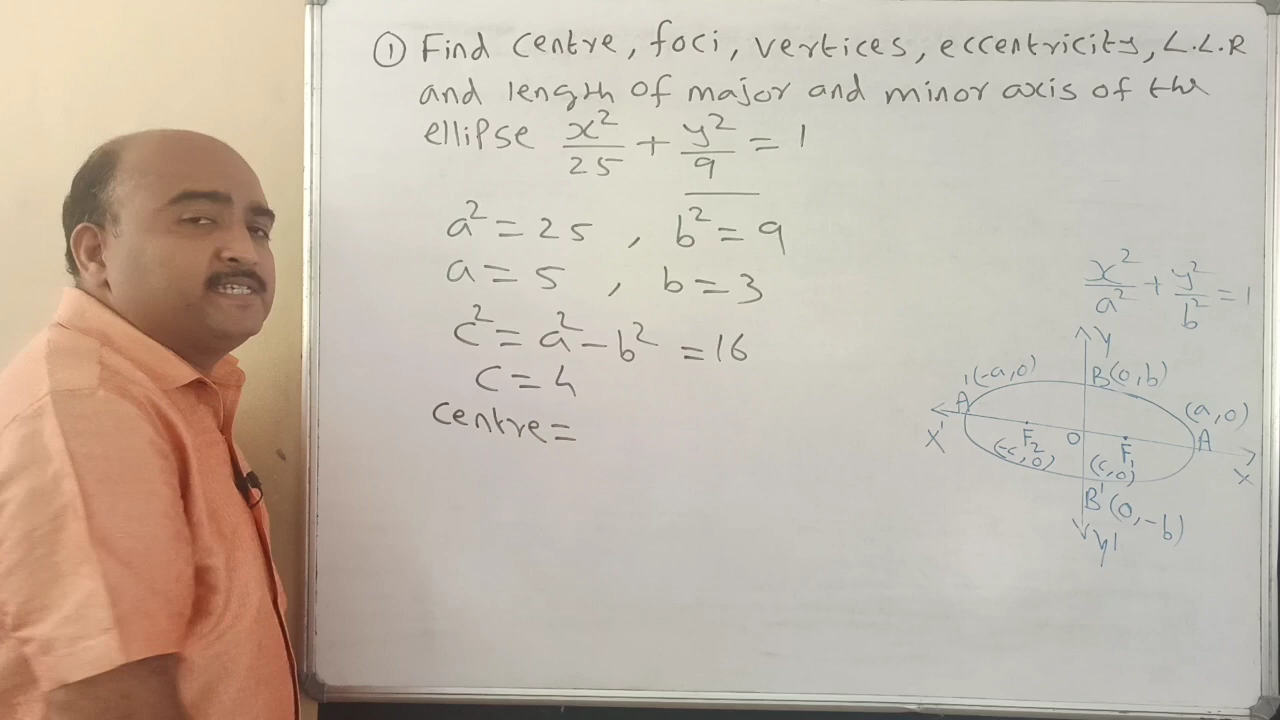 ① Find centre, foci, vertices, eccentricity, L.L.R
and length of major and minor axis of the
ellipse x²/25 + y²/9 = 1
a² = 25 , b² = 9
a = 5 , b = 3
c² = a² - b² = 16
c = 4
centre =
x²/a² + y²/b² = 1
Y
A'(-a,0)
B(0,b)
(a,0)
A
X'
F₂
(-c,0)
O
F₁
(c,0)
X
B'(0,-b)
Y'